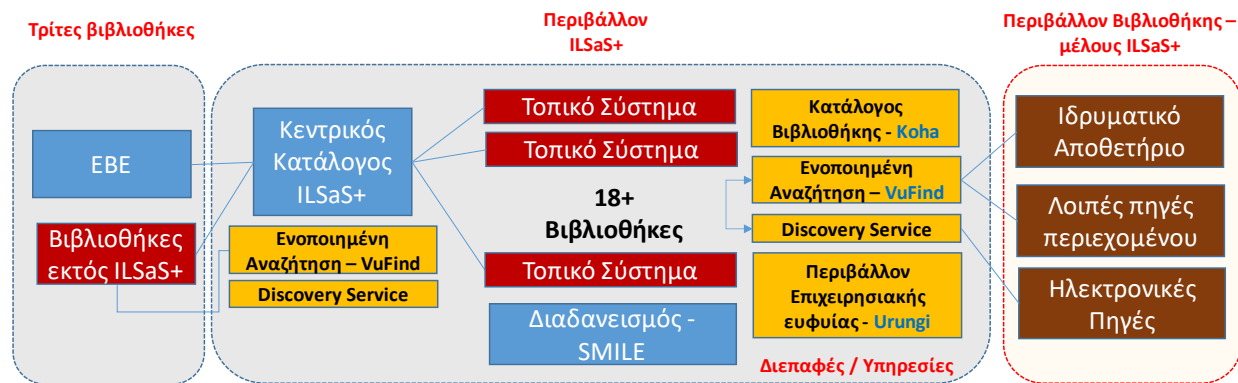 Τρίτες βιβλιοθήκες
ΕΒΕ
Βιβλιοθήκες
εκτός ILSaS+
Περιβάλλον
ILSaS+
Κεντρικός
Κατάλογος
ILSaS+
Ενοποιημένη
Αναζήτηση – VuFind
Discovery Service
Τοπικό Σύστημα
Τοπικό Σύστημα
18+
Βιβλιοθήκες
Τοπικό Σύστημα
Διαδανεισμός -
SMILE
Κατάλογος
Βιβλιοθήκης - Koha
Ενοποιημένη
Αναζήτηση – VuFind
Discovery Service
Περιβάλλον
Επιχειρησιακής
ευφυίας - Urungi
Διεπαφές / Υπηρεσίες
Περιβάλλον Βιβλιοθήκης –
μέλους ILSaS+
Ιδρυματικό
Αποθετήριο
Λοιπές πηγές
περιεχομένου
Ηλεκτρονικές
Πηγές